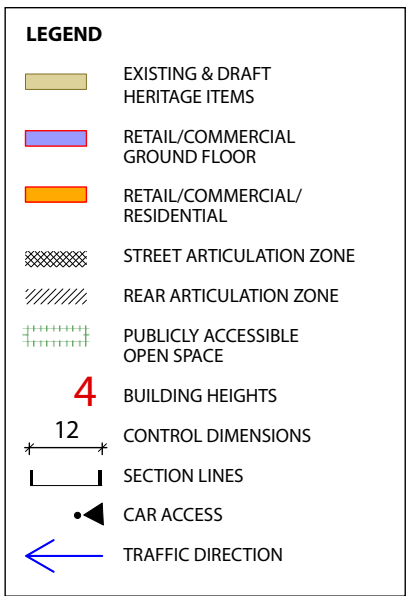 LEGEND
EXISTING & DRAFT
HERITAGE ITEMS
RETAIL/COMMERCIAL
GROUND FLOOR
RETAIL/COMMERCIAL/
RESIDENTIAL
STREET ARTICULATION ZONE
REAR ARTICULATION ZONE
PUBLICLY ACCESSIBLE
OPEN SPACE
4 BUILDING HEIGHTS
12 CONTROL DIMENSIONS
SECTION LINES
CAR ACCESS
TRAFFIC DIRECTION